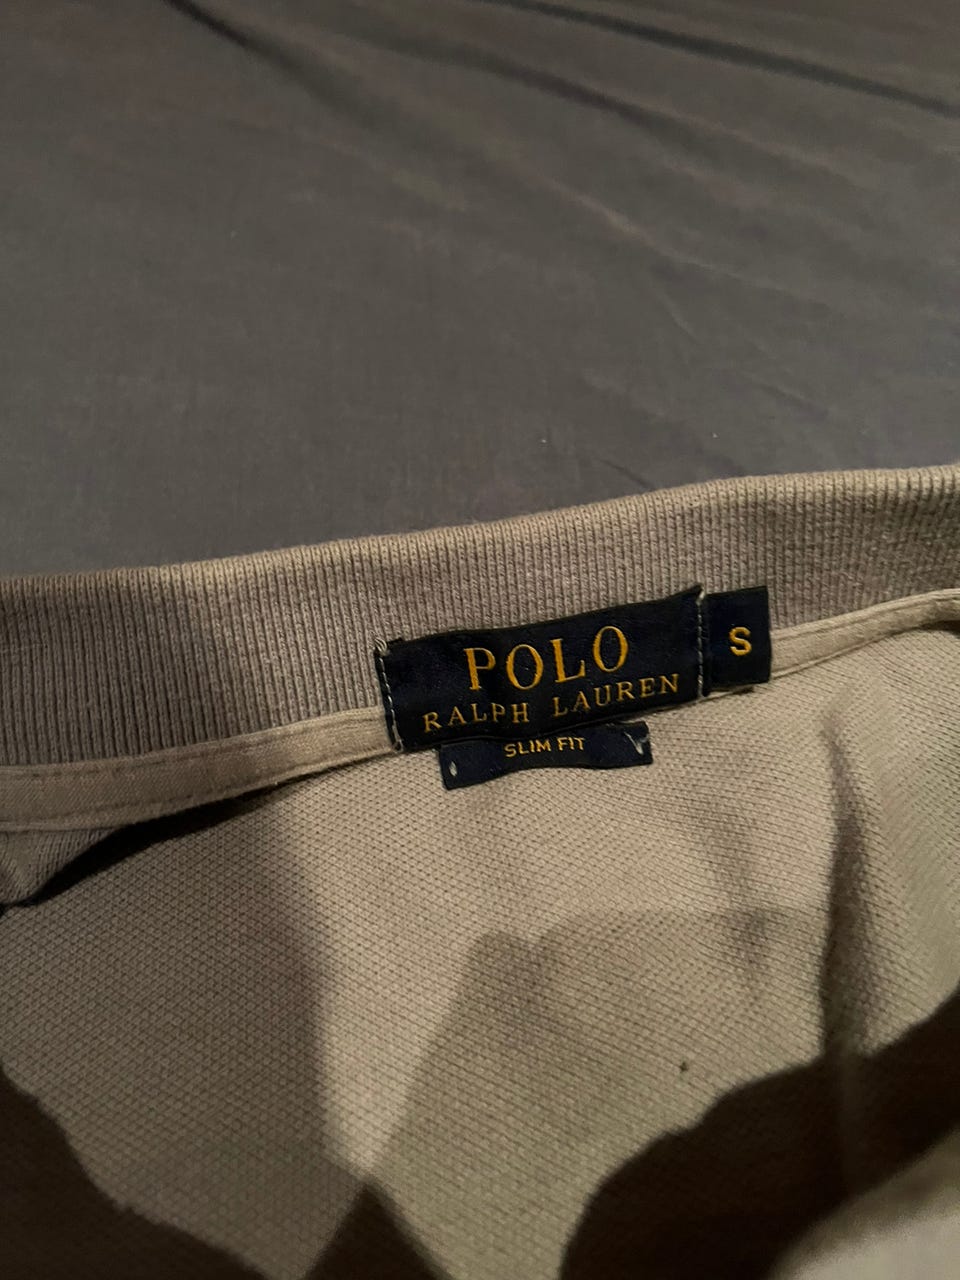 POLO
RALPH LAUREN
S
SLIM FIT